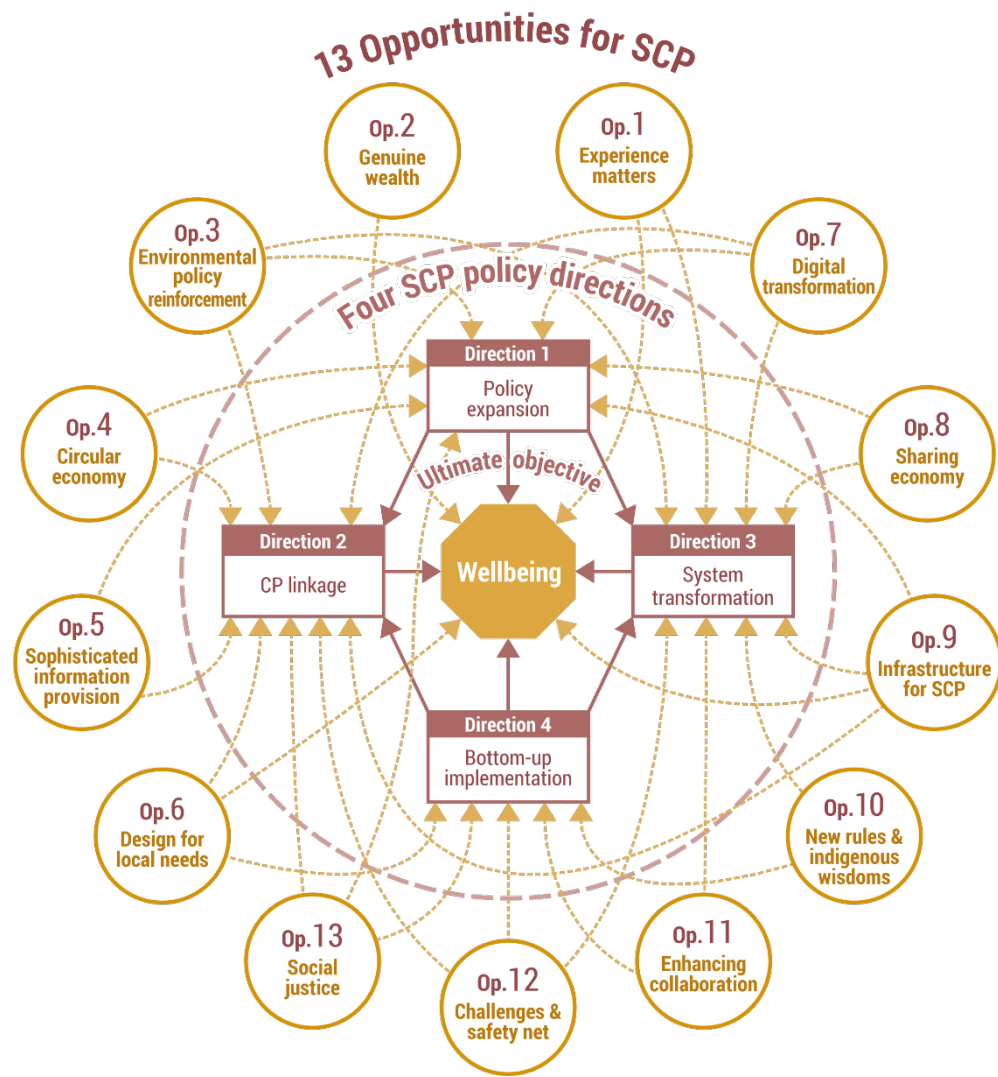 13 Opportunities for SCP
Op.2
Genuine
wealth
Op.1
Experience
matters
Op.3
Environmental
policy
reinforcement
Op.7
Digital
transformation
Four SCP policy directions
Direction 1
Policy
expansion
Op.4
Circular
economy
Op.8
Sharing
economy
Ultimate objective
Direction 2
CP linkage
Wellbeing
Direction 3
System
transformation
Op.5
Sophisticated
information
provision
Op.9
Infrastructure
for SCP
Direction 4
Bottom-up
implementation
Op.6
Design for
local needs
Op.10
New rules &
indigenous
wisdoms
Op.13
Social
justice
Op.11
Enhancing
collaboration
Op.12
Challenges &
safety net